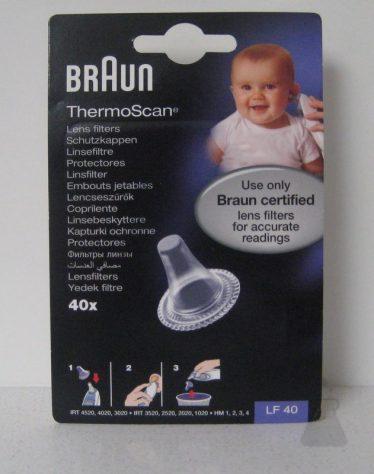 BRAUN
ThermoScan®
Lens filters
Schutzkappen
Linsefiltre
Protectores
Linsfilter
Embouts jetables
Lencseszűrők
Coprilente
Linsebeskyttere
Kapturki ochronne
Protectores
Фильтры линзы
مصافي العدسات
Lensfilters
Yedek filtre
40x
Use only
Braun certified
lens filters
for accurate
readings
1
2
3
IRT 4520, 4020, 3020 • IRT 3520, 2520, 2020, 1020 • HM 1, 2, 3, 4
LF 40